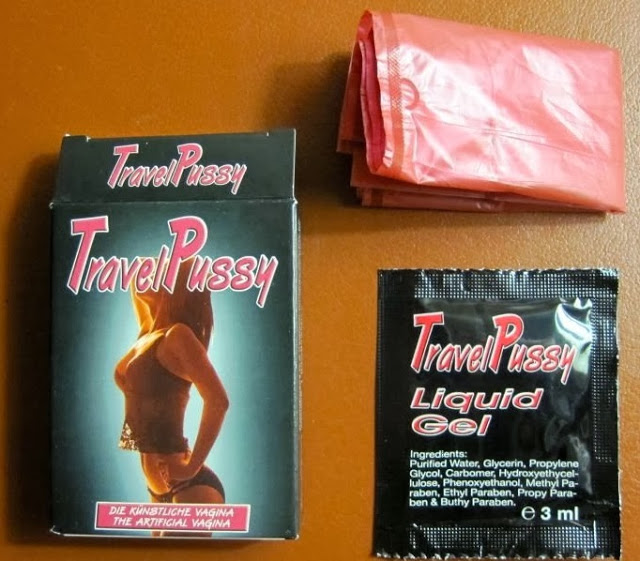 TravelPussy
TravelPussy
DIE KÜNSTLICHE VAGINA
THE ARTIFICIAL VAGINA
TravelPussy
Liquid
Gel
Ingredients:
Purified Water, Glycerin, Propylene
Glycol, Carbomer, Hydroxyethycel-
lulose, Phenoxyethanol, Methyl Pa-
raben, Ethyl Paraben, Propy Para-
ben & Buthy Paraben.
℮ 3 ml